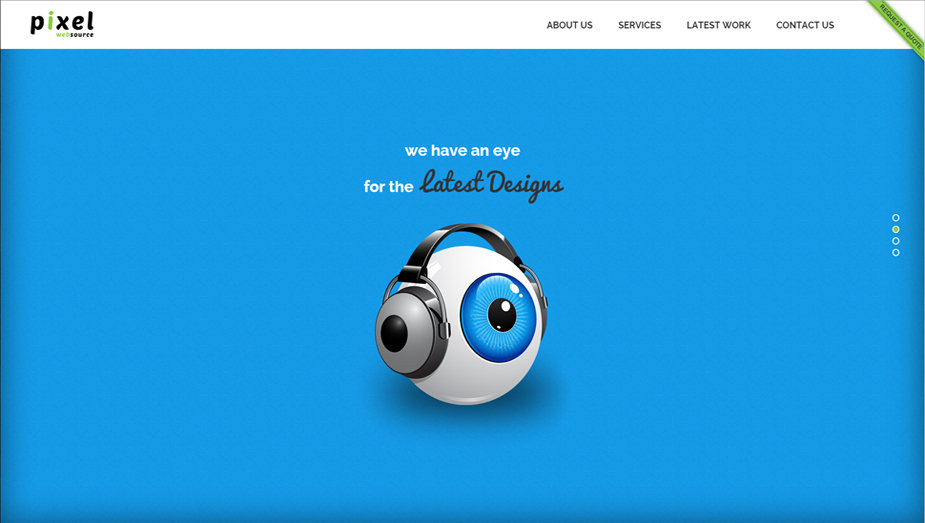 pixel
websource
ABOUT US
SERVICES
LATEST WORK
CONTACT US
REQUEST A QUOTE
we have an eye
for the Latest Designs